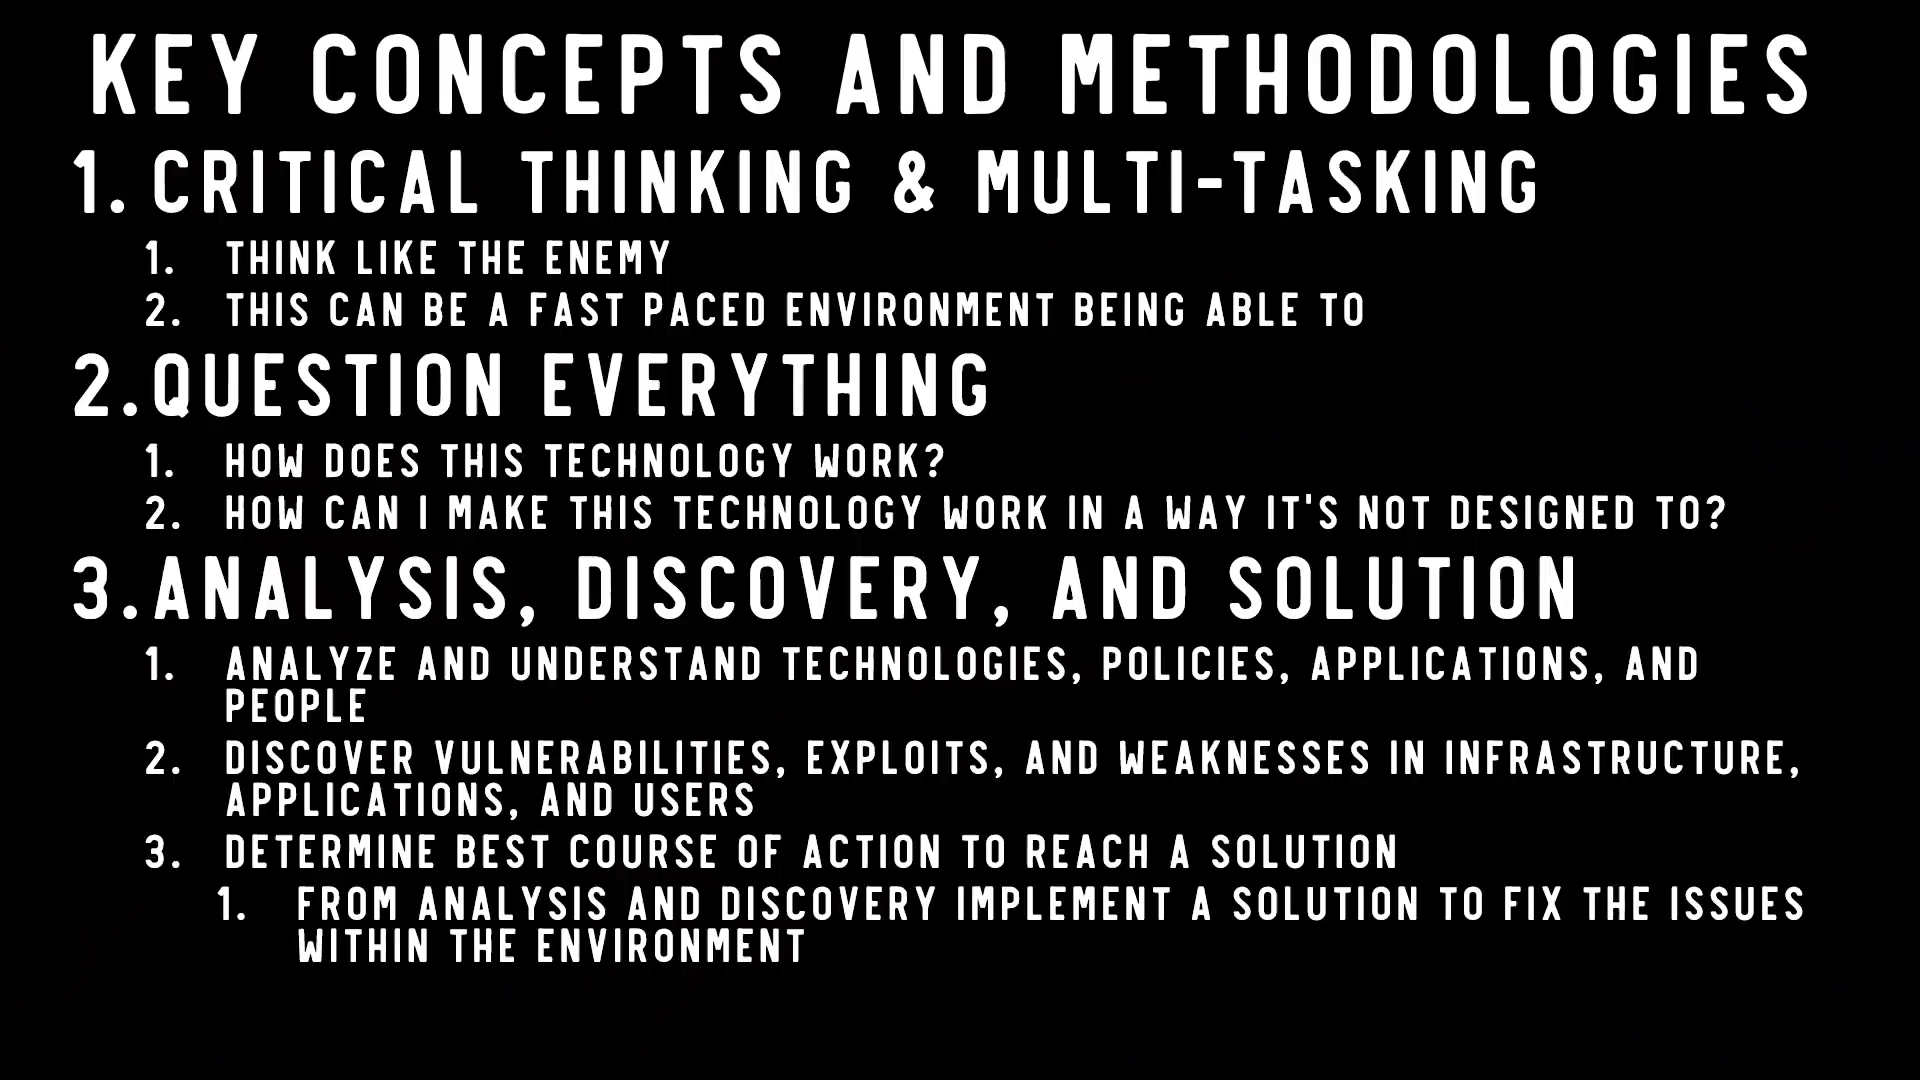 KEY CONCEPTS AND METHODOLOGIES
1. CRITICAL THINKING & MULTI-TASKING
1. THINK LIKE THE ENEMY
2. THIS CAN BE A FAST PACED ENVIRONMENT BEING ABLE TO
2. QUESTION EVERYTHING
1. HOW DOES THIS TECHNOLOGY WORK?
2. HOW CAN I MAKE THIS TECHNOLOGY WORK IN A WAY IT'S NOT DESIGNED TO?
3. ANALYSIS, DISCOVERY, AND SOLUTION
1. ANALYZE AND UNDERSTAND TECHNOLOGIES, POLICIES, APPLICATIONS, AND
PEOPLE
2. DISCOVER VULNERABILITIES, EXPLOITS, AND WEAKNESSES IN INFRASTRUCTURE,
APPLICATIONS, AND USERS
3. DETERMINE BEST COURSE OF ACTION TO REACH A SOLUTION
1. FROM ANALYSIS AND DISCOVERY IMPLEMENT A SOLUTION TO FIX THE ISSUES
WITHIN THE ENVIRONMENT